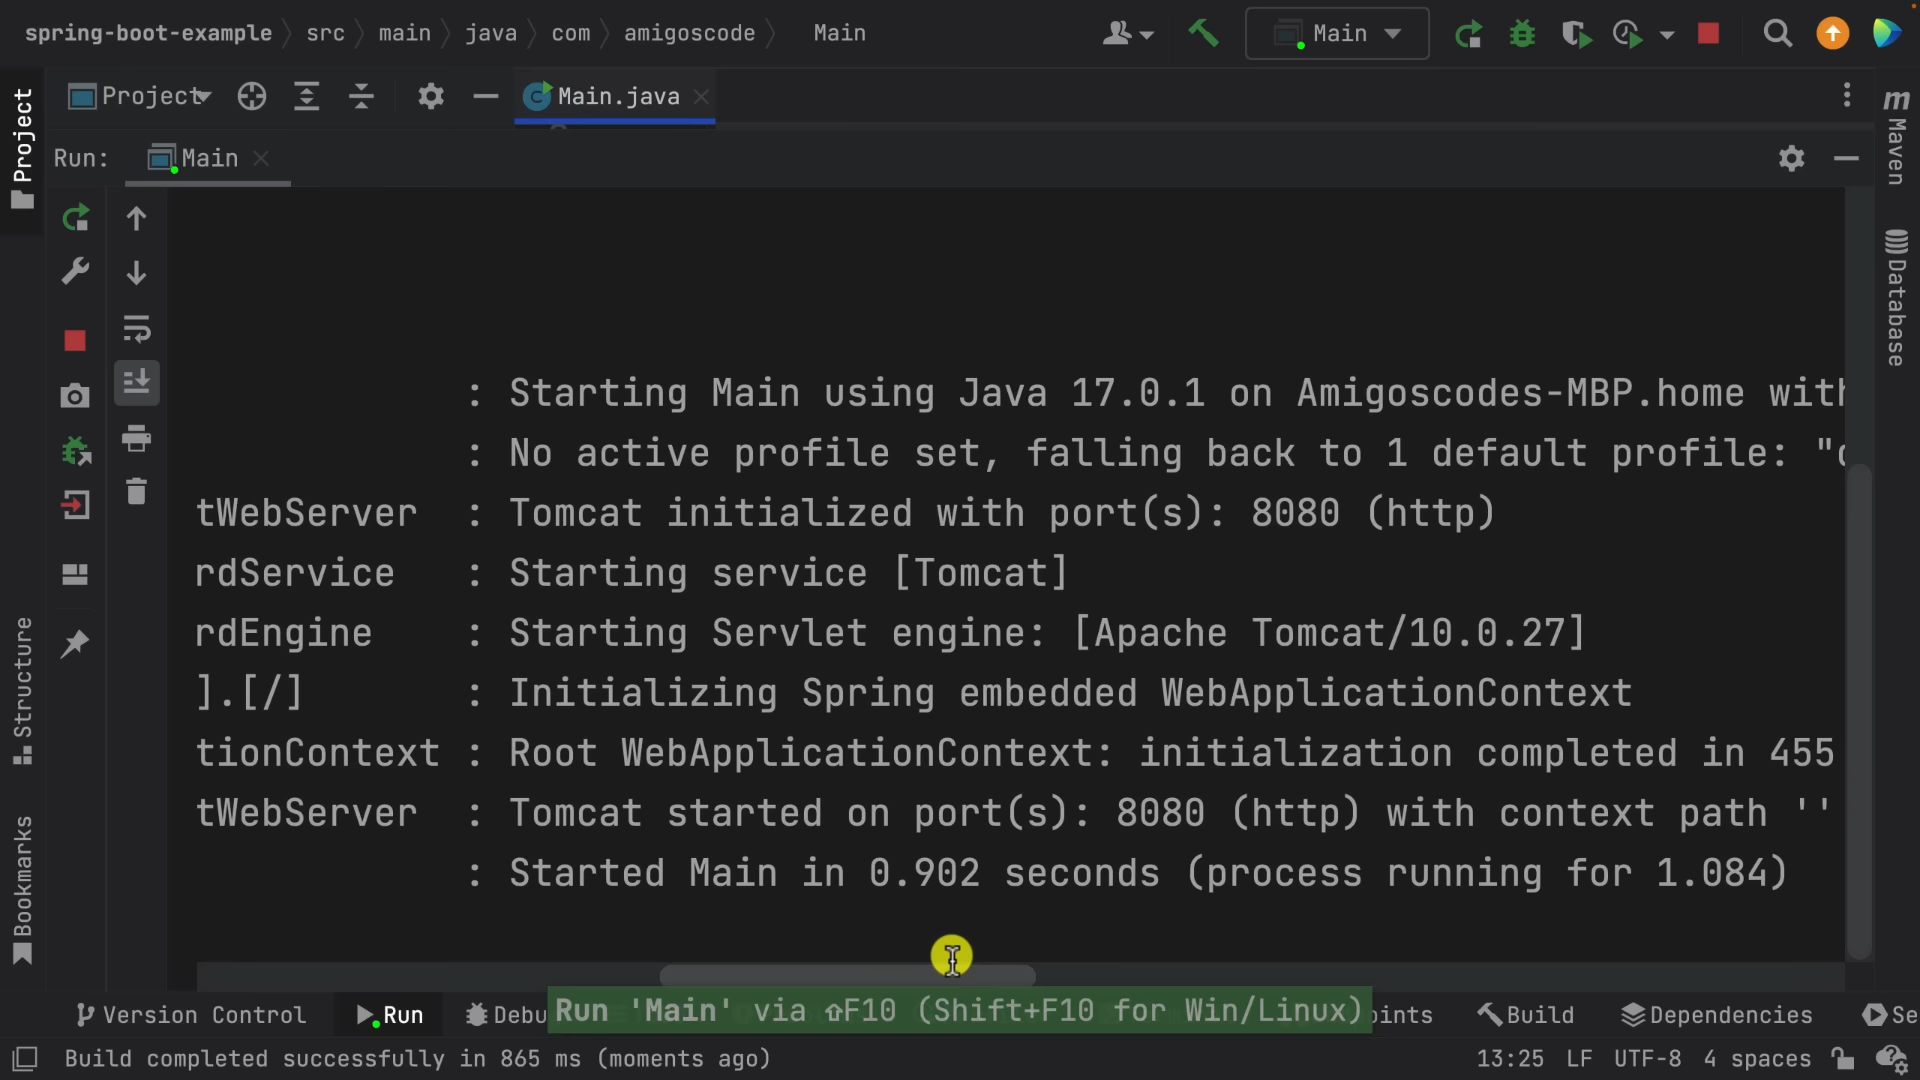 spring-boot-example src main java com amigoscode Main
Main
Project
Main.java
Run: Main
: Starting Main using Java 17.0.1 on Amigoscodes-MBP.home with
: No active profile set, falling back to 1 default profile: "d
tWebServer : Tomcat initialized with port(s): 8080 (http)
rdService : Starting service [Tomcat]
rdEngine : Starting Servlet engine: [Apache Tomcat/10.0.27]
].[/] : Initializing Spring embedded WebApplicationContext
tionContext : Root WebApplicationContext: initialization completed in 455
tWebServer : Tomcat started on port(s): 8080 (http) with context path ''
: Started Main in 0.902 seconds (process running for 1.084)
Project
Structure
Bookmarks
m Maven
Database
Version Control Run Debu
Run 'Main' via ⇧F10 (Shift+F10 for Win/Linux)
oints Build Dependencies Se
Build completed successfully in 865 ms (moments ago)
13:25 LF UTF-8 4 spaces